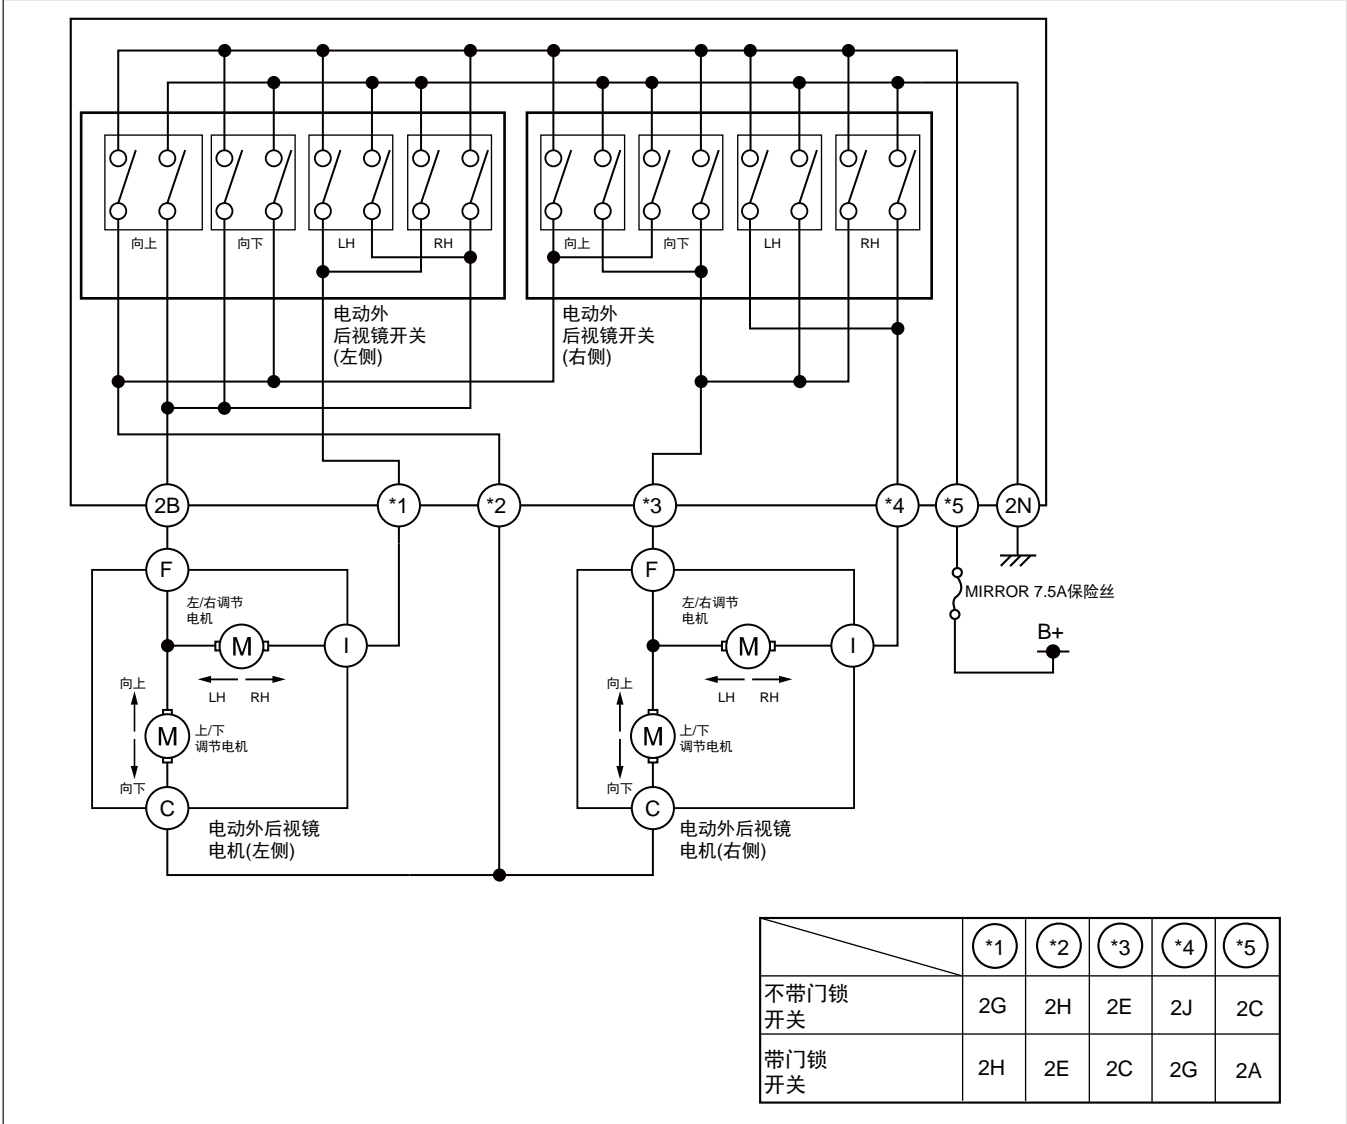 向上
向下
LH
RH
向上
向下
LH
RH
电动外
后视镜开关
(左侧)
电动外
后视镜开关
(右侧)
2B
*1
*2
*3
*4
*5
2N
F
左/右调节
电机
M
I
LH
RH
向上
M
上/下
调节电机
向下
C
电动外后视镜
电机(左侧)
F
左/右调节
电机
M
I
LH
RH
向上
M
上/下
调节电机
向下
C
电动外后视镜
电机(右侧)
MIRROR 7.5A保险丝
B+
*1 *2 *3 *4 *5
不带门锁
开关
2G 2H 2E 2J 2C
带门锁
开关
2H 2E 2C 2G 2A